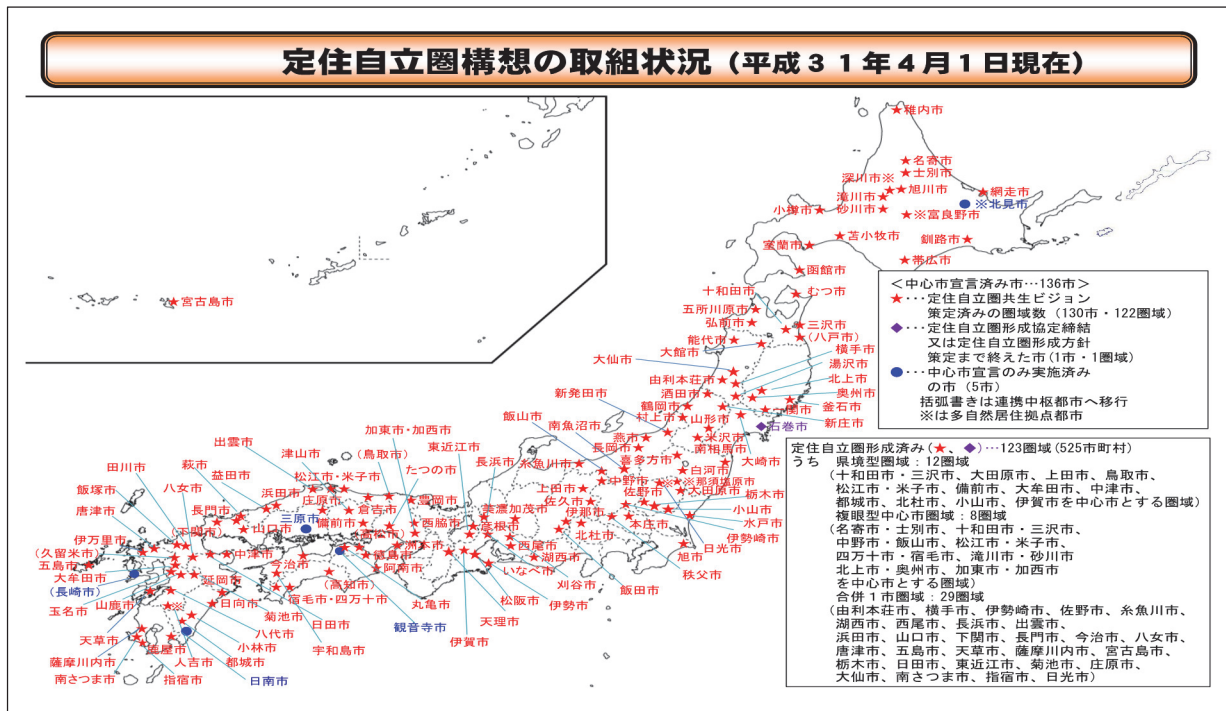 定住自立圏構想の取組状況（平成３１年４月１日現在）
稚内市
名寄市
士別市
深川市※
旭川市
滝川市
砂川市
網走市
※北見市
小樽市
※富良野市
苫小牧市
釧路市
室蘭市
帯広市
函館市
宮古島市
＜中心市宣言済み市…136市＞
★･･･定住自立圏共生ビジョン
策定済みの圏域数（130市・122圏域）
◆･･･定住自立圏形成協定締結
又は定住自立圏形成方針
策定まで終えた市(1市・1圏域)
●･･･中心市宣言のみ実施済み
の市（5市）
括弧書きは連携中枢都市へ移行
※は多自然居住拠点都市
十和田市
むつ市
五所川原市
弘前市
三沢市
(八戸市)
能代市
大館市
横手市
大仙市
湯沢市
由利本荘市
北上市
新発田市
酒田市
奥州市
鶴岡市
釜石市
飯山市
村上市
山形市
一関市
新庄市
南魚沼市
石巻市
長岡市
燕市
米沢市
南相馬市
大崎市
定住自立圏形成済み（★、◆）…123圏域（525市町村）
うち　県境型圏域：12圏域
（十和田市・三沢市、大田原市、上田市、鳥取市、
松江市・米子市、備前市、大牟田市、中津市、
都城市、北杜市、小山市、伊賀市を中心市とする圏域）
複眼型中心市圏域：8圏域
（名寄市・士別市、十和田市・三沢市、
中野市・飯山市、松江市・米子市、
四万十市・宿毛市、滝川市・砂川市
北上市・奥州市、加東市・加西市
を中心市とする圏域）
合併１市圏域：29圏域
（由利本荘市、横手市、伊勢崎市、佐野市、糸魚川市、
湖西市、西尾市、長浜市、出雲市、
浜田市、山口市、下関市、長門市、今治市、八女市、
唐津市、五島市、天草市、薩摩川内市、宮古島市、
栃木市、日田市、東近江市、菊池市、庄原市、
大仙市、南さつま市、指宿市、日光市）
加東市・加西市
東近江市
出雲市
津山市
(鳥取市)
長浜市
糸魚川市
喜多方市
白河市
萩市
松江市・米子市
たつの市
中野市
※那須塩原市
田川市
益田市
豊岡市
上田市
佐野市
大田原市
飯塚市
八女市
浜田市
庄原市
倉吉市
佐久市
栃木市
唐津市
長門市
三原市
備前市
西脇市
美濃加茂市
伊那市
小山市
(下関市)
山口市
(高松市)
彦根市
本庄市
水戸市
伊万里市
洲本市
西尾市
北杜市
伊勢崎市
(久留米市)
中津市
徳島市
湖西市
旭市
日光市
五島市
今治市
阿南市
いなべ市
刈谷市
秩父市
大牟田市
延岡市
(高知市)
飯田市
(長崎市)
宿毛市・四万十市
丸亀市
松阪市
玉名市
日向市
天理市
伊勢市
山鹿市
※
菊池市
日田市
観音寺市
伊賀市
天草市
八代市
宇和島市
薩摩川内市
鹿屋市
小林市
人吉市
都城市
南さつま市
指宿市
日南市